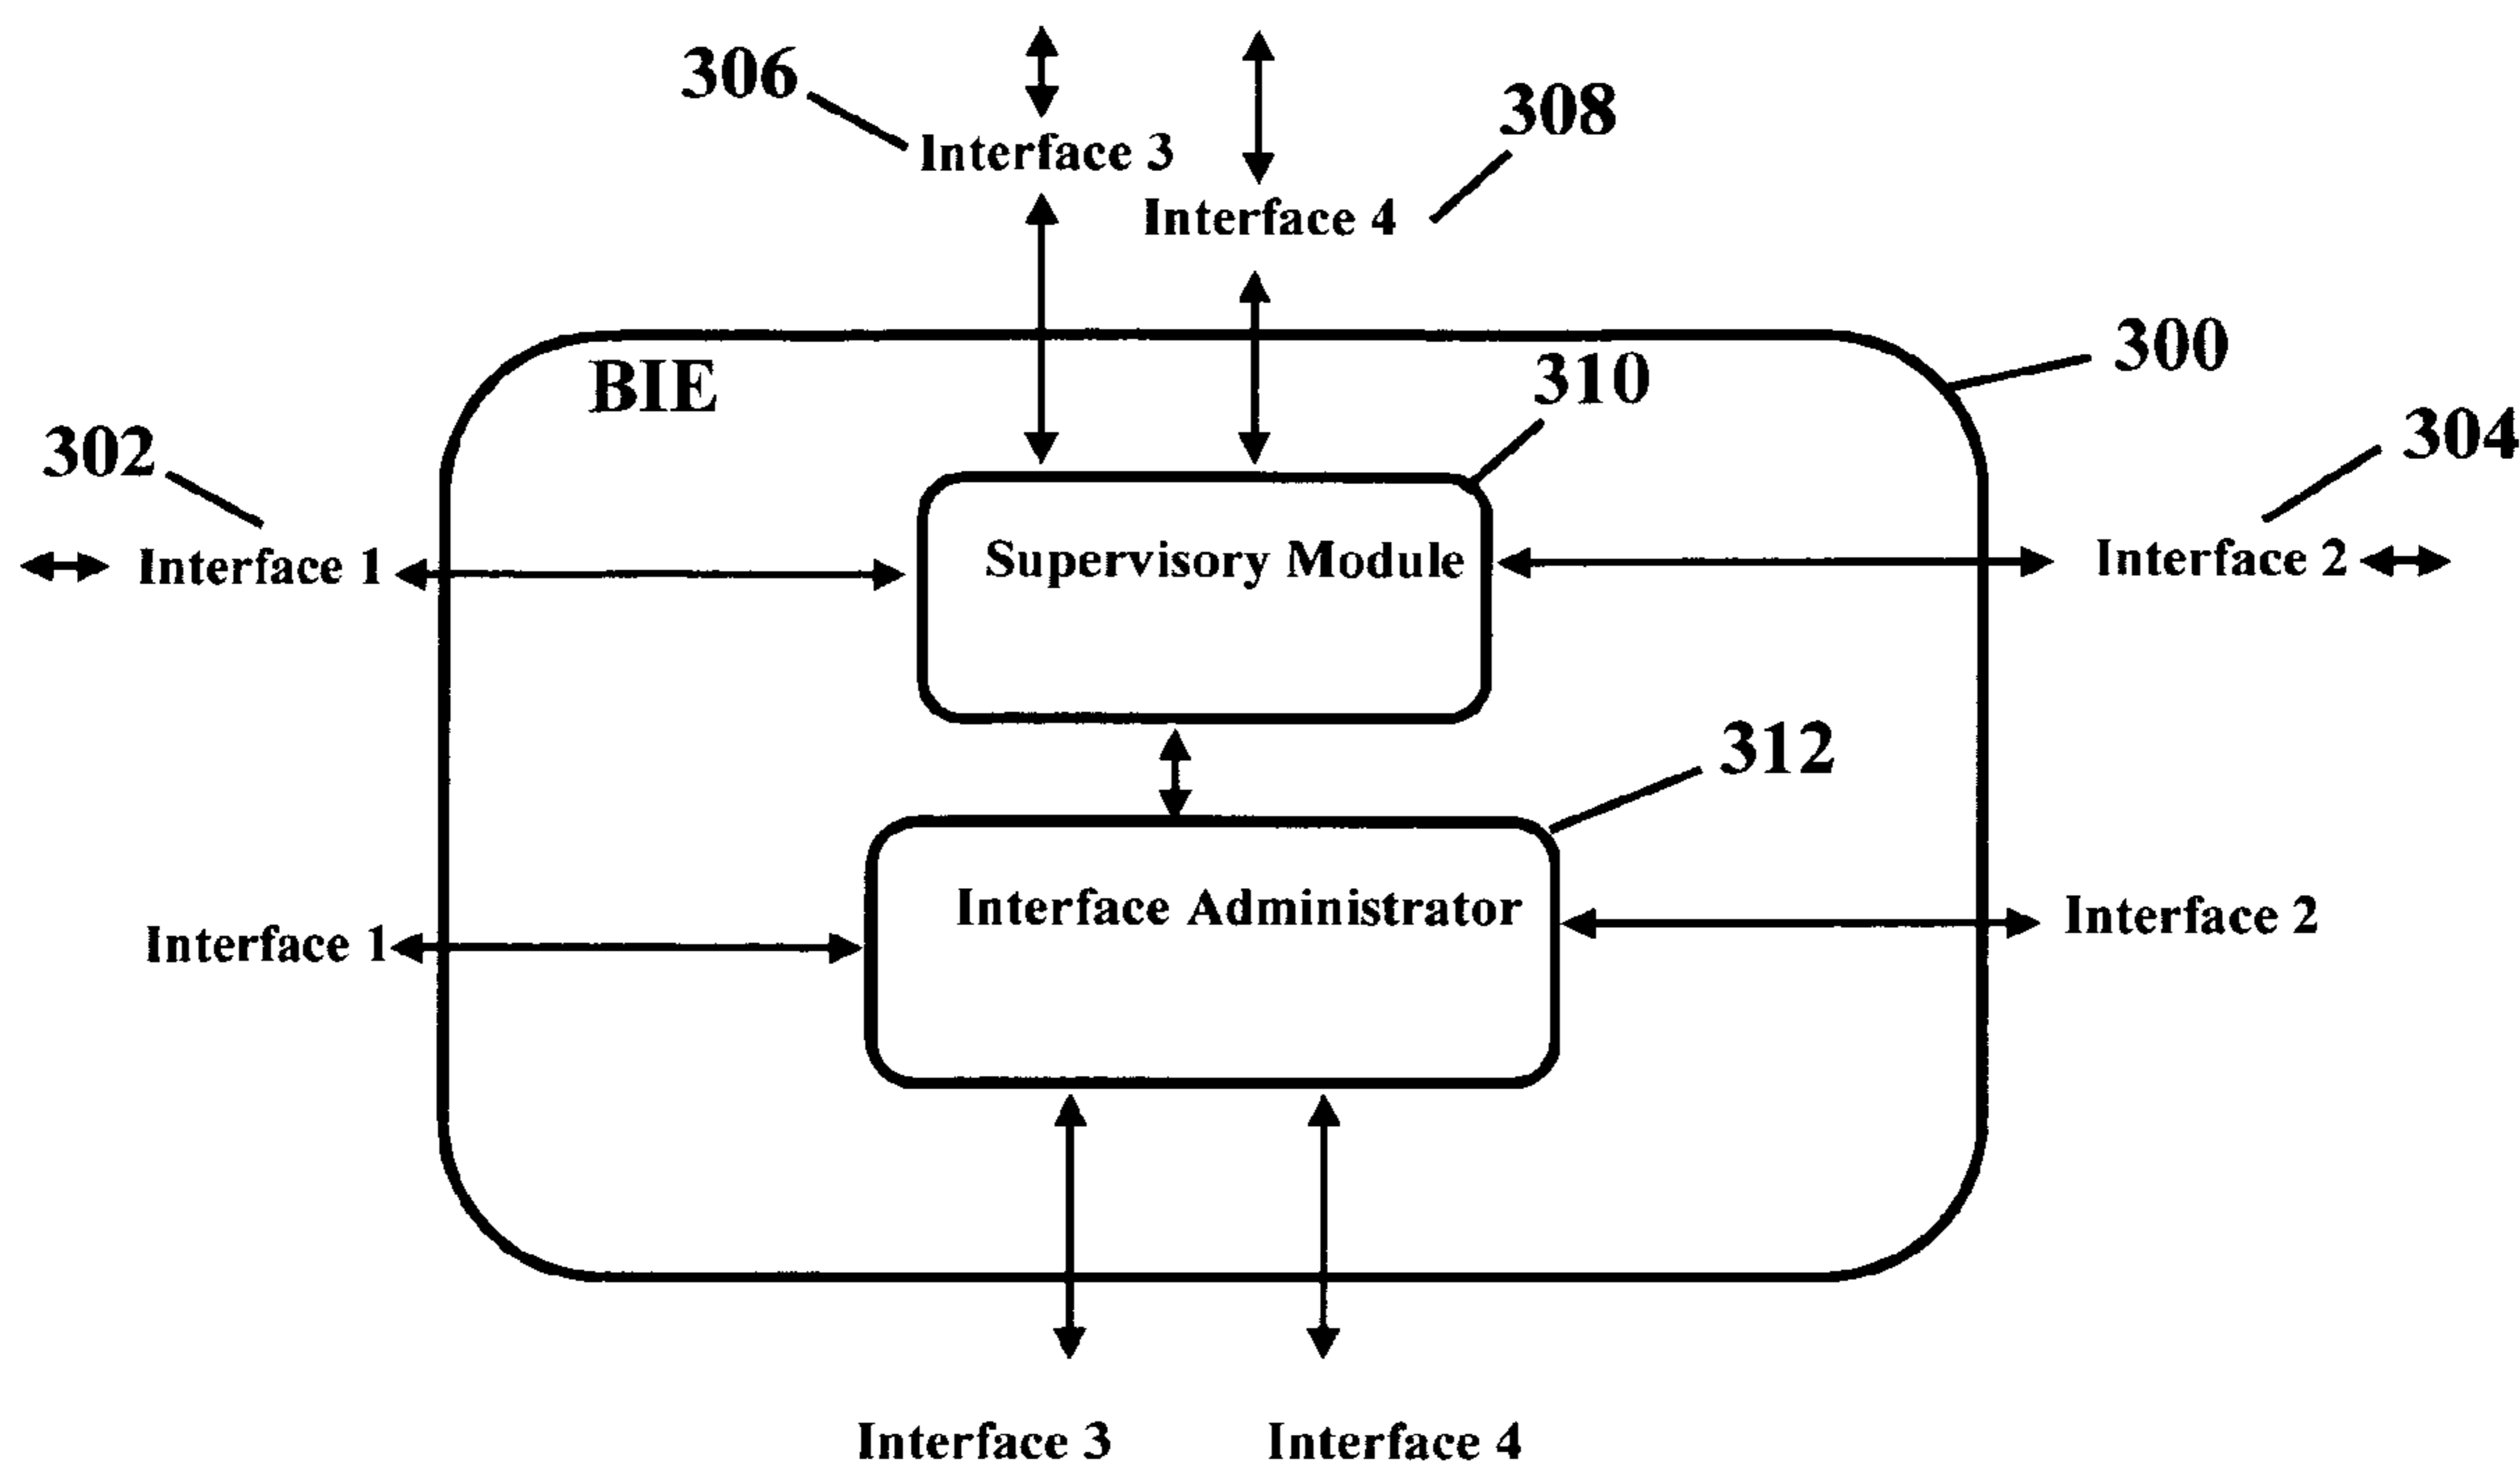 306
308
Interface 3
Interface 4
300
BIE
310
302
304
Interface 1
Supervisory Module
Interface 2
312
Interface 1
Interface Administrator
Interface 2
Interface 3
Interface 4